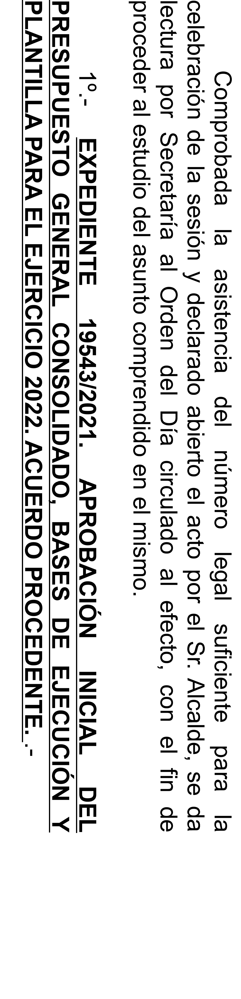 Comprobada la asistencia del número legal suficiente para la
celebración de la sesión y declarado abierto el acto por el Sr. Alcalde, se da
lectura por Secretaría al Orden del Día circulado al efecto, con el fin de
proceder al estudio del asunto comprendido en el mismo.
1º.- EXPEDIENTE 19543/2021. APROBACIÓN INICIAL DEL
PRESUPUESTO GENERAL CONSOLIDADO, BASES DE EJECUCIÓN Y
PLANTILLA PARA EL EJERCICIO 2022. ACUERDO PROCEDENTE. .-